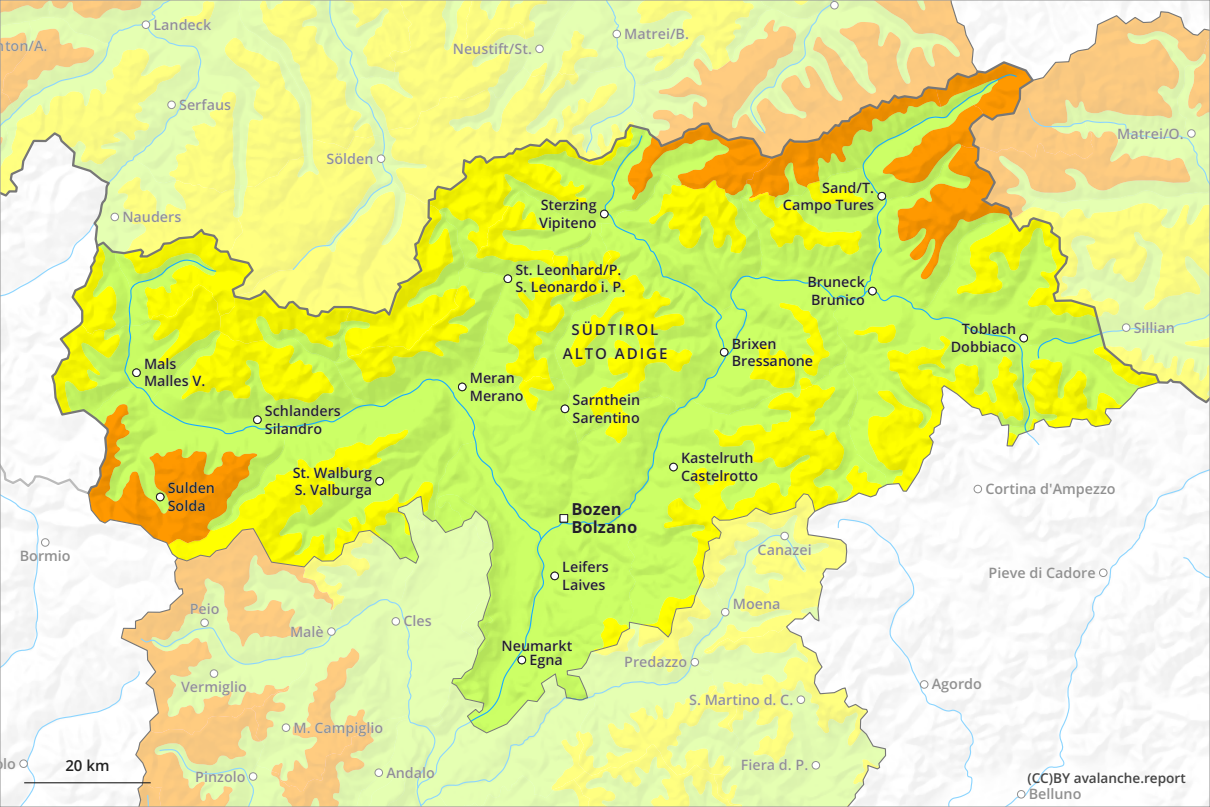 Landeck
nton/A.
Neustift/St.
Matrei/B.
Serfaus
Matrei/O.
Sölden
Sand/T.
Campo Tures
Nauders
Sterzing
Vipiteno
St. Leonhard/P.
S. Leonardo i. P.
Bruneck
Brunico
SÜDTIROL
ALTO ADIGE
Toblach
Dobbiaco
Sillian
Brixen
Bressanone
Mals
Malles V.
Meran
Merano
Sarnthein
Sarentino
Schlanders
Silandro
Kastelruth
Castelrotto
St. Walburg
S. Valburga
Sulden
Solda
Cortina d'Ampezzo
Bozen
Bolzano
Bormio
Canazei
Leifers
Laives
Pieve di Cadore
Peio
Moena
Cles
Malè
Neumarkt
Egna
Predazzo
Vermiglio
Agordo
S. Martino d. C.
M. Campiglio
olo
20 km
Pinzolo
Andalo
Fiera d. P.
(CC)BY avalanche.report
Belluno